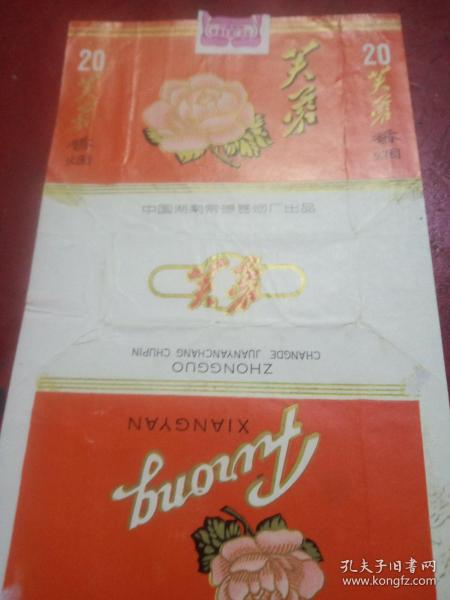 20
芙蓉
香烟
芙蓉
20
芙蓉
香烟
中国湖南常德卷烟厂出品
芙蓉
ZHONGGUO
CHANGDE JUANYANCHANG CHUPIN
Furong
XIANGYAN
孔夫子旧书网
www.kongfz.com